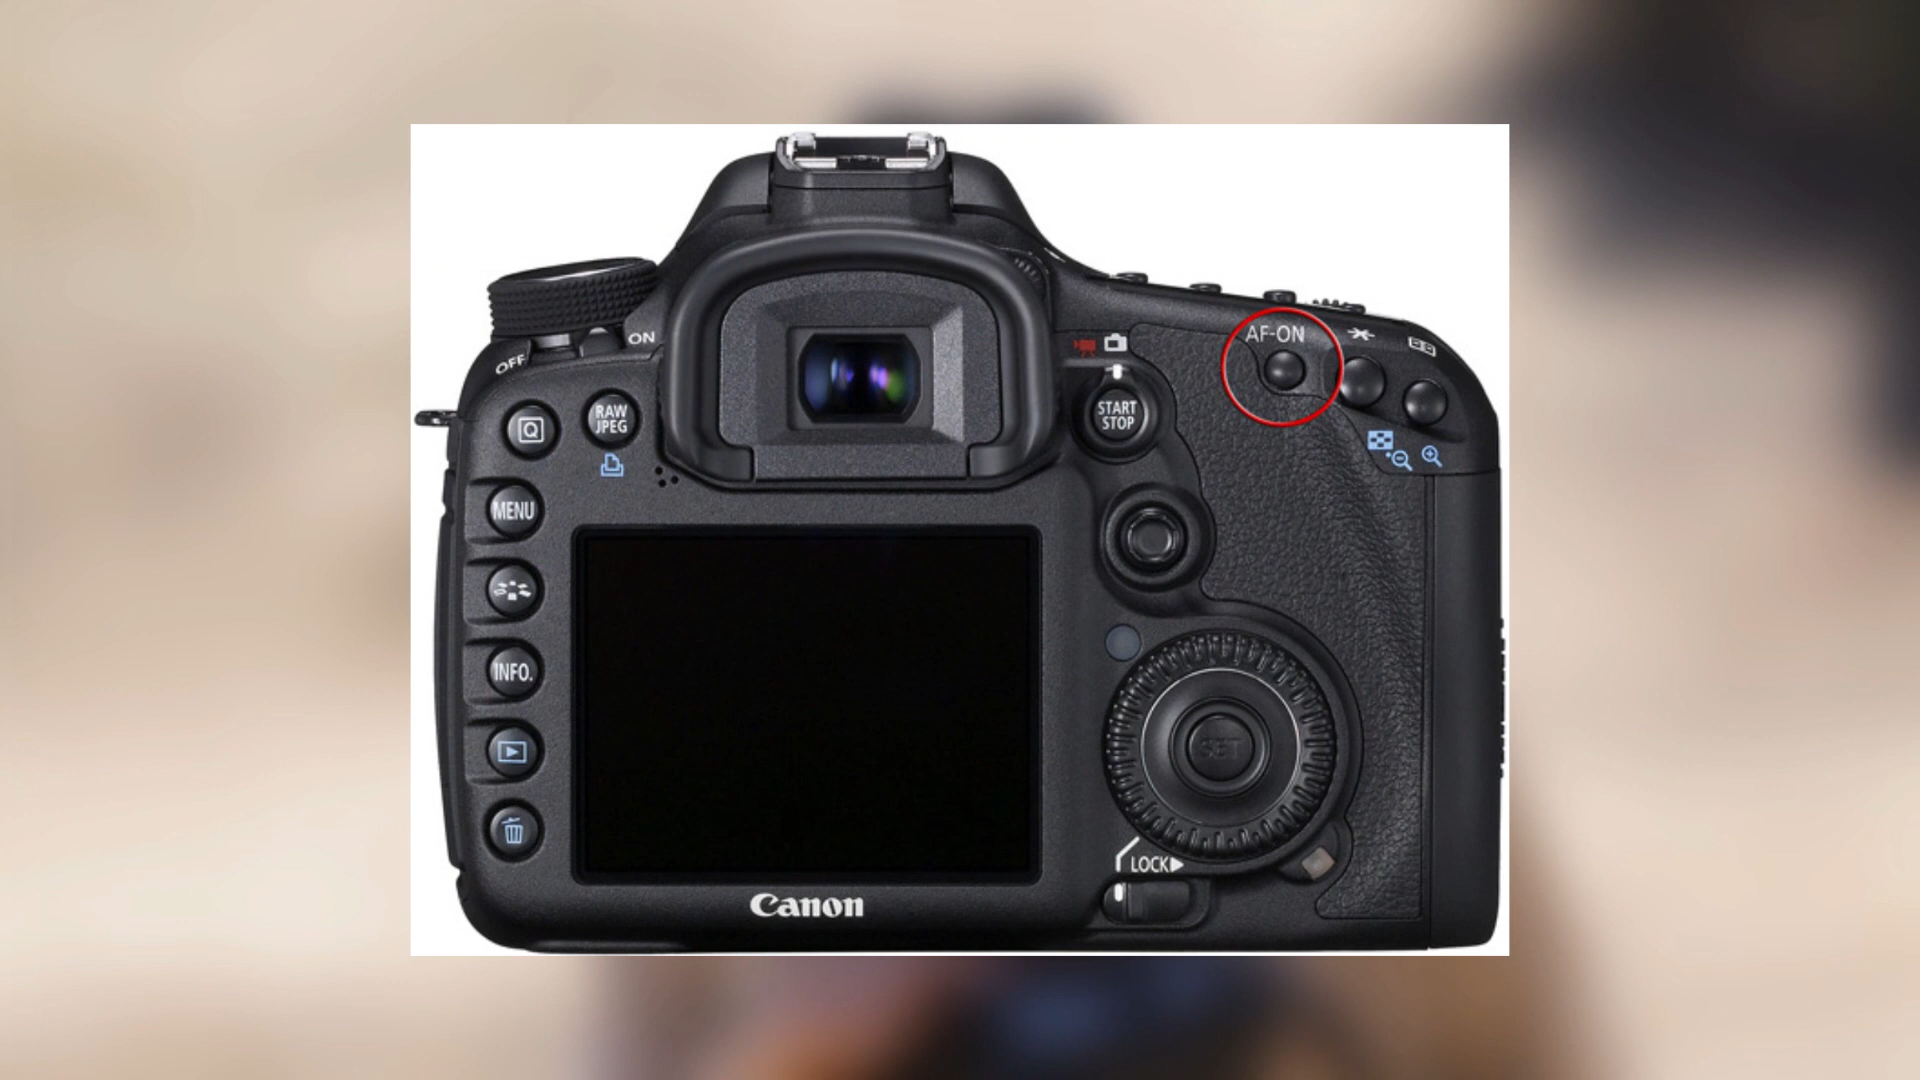 AF-ON
ON
OFF
RAW
JPEG
START
STOP
Q
MENU
INFO.
SET
LOCK
Canon